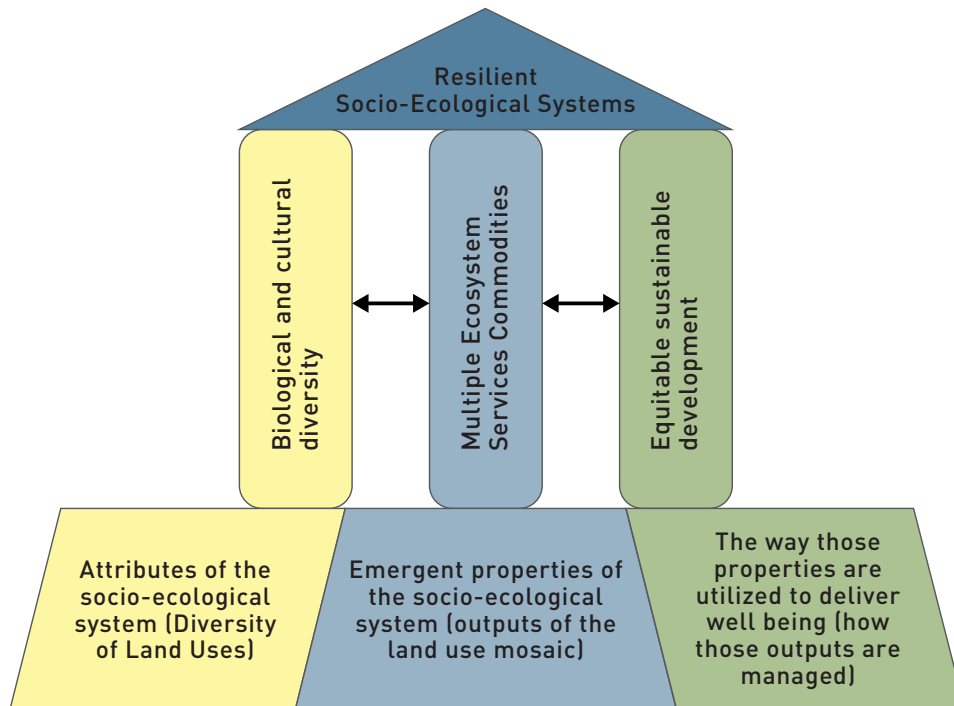 Resilient
Socio-Ecological Systems
Biological and cultural
diversity
Multiple Ecosystem
Services Commodities
Equitable sustainable
development
Attributes of the
socio-ecological
system (Diversity
of Land Uses)
Emergent properties of
the socio-ecological
system (outputs of the
land use mosaic)
The way those
properties are
utilized to deliver
well being (how
those outputs are
managed)